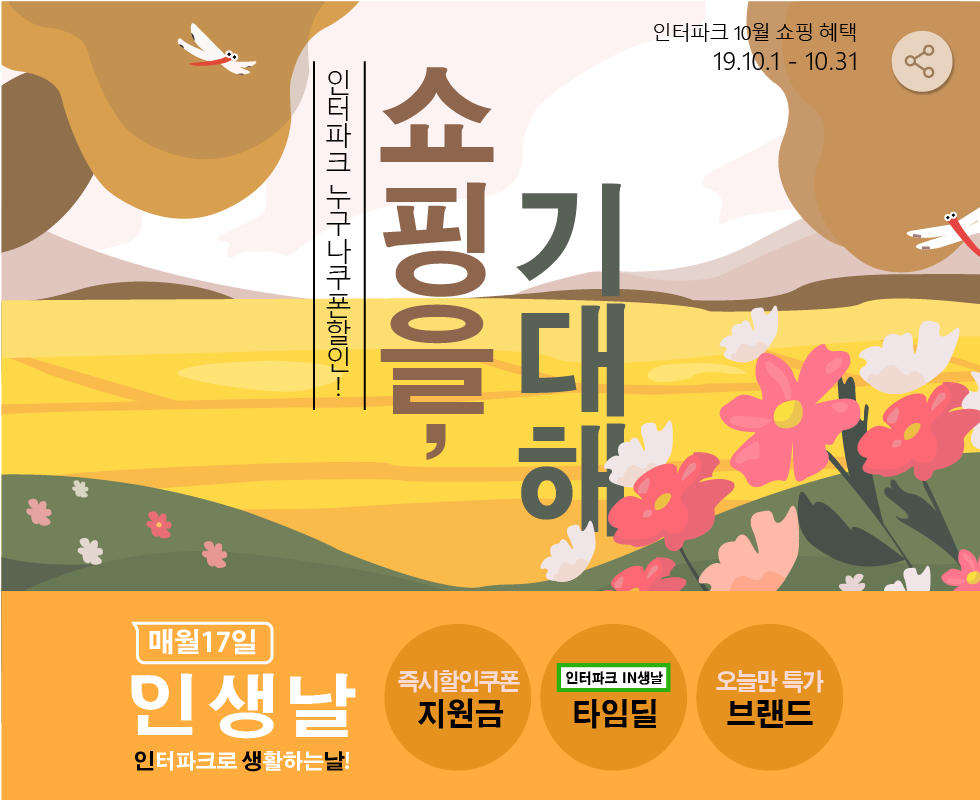 인터파크 10월 쇼핑 혜택
19.10.1 - 10.31
인터파크 누구나쿠폰할인!
쇼핑을,
기대해
매월17일
인생날
인터파크로 생활하는날!
즉시할인쿠폰
지원금
인터파크 IN생날
타임딜
오늘만 특가
브랜드